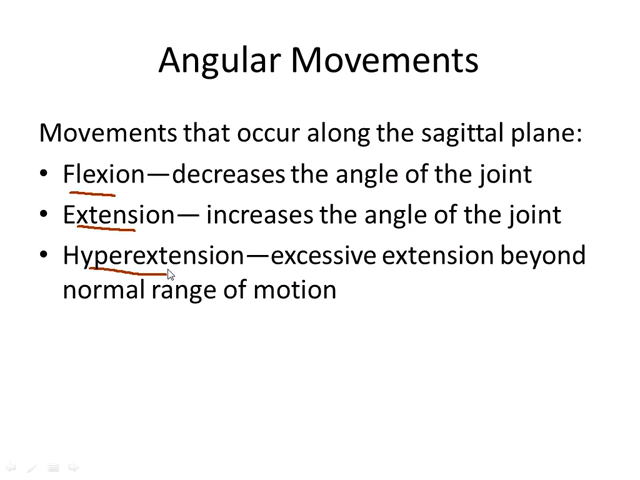 Angular Movements
Movements that occur along the sagittal plane:
• Flexion—decreases the angle of the joint
• Extension— increases the angle of the joint
• Hyperextension—excessive extension beyond
normal range of motion